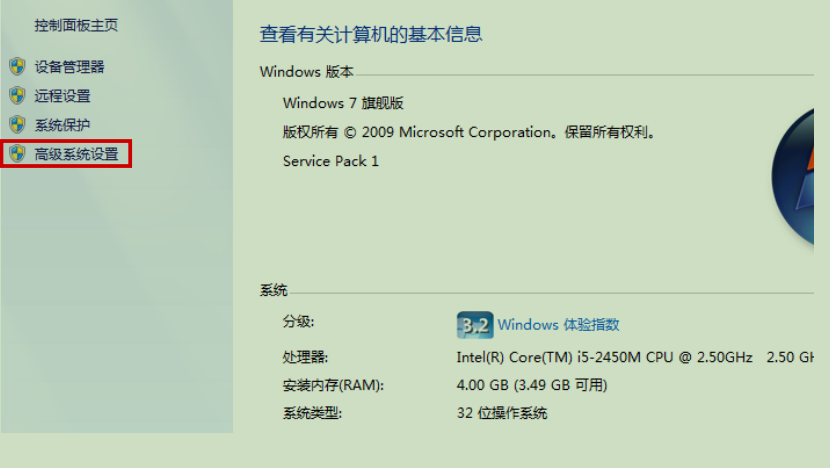 控制面板主页
设备管理器
远程设置
系统保护
高级系统设置
查看有关计算机的基本信息
Windows 版本
Windows 7 旗舰版
版权所有 © 2009 Microsoft Corporation。保留所有权利。
Service Pack 1
系统
分级:
3.2 Windows 体验指数
处理器:
Intel(R) Core(TM) i5-2450M CPU @ 2.50GHz 2.50 GH
安装内存(RAM):
4.00 GB (3.49 GB 可用)
系统类型:
32 位操作系统